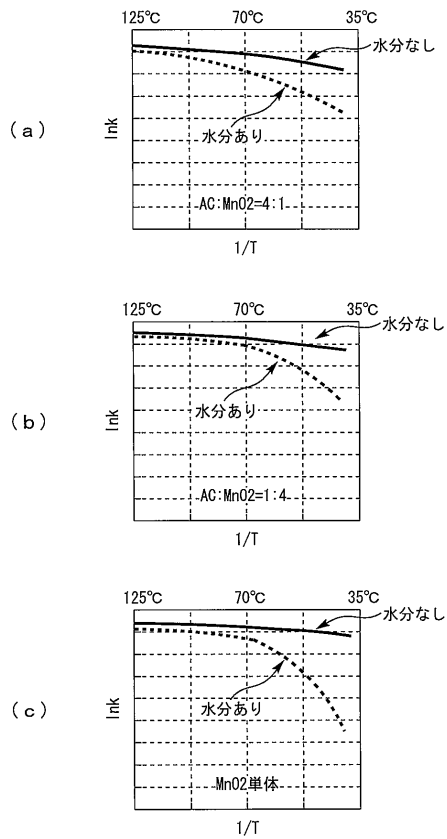 125℃ 70℃ 35℃
水分なし
(a)
lnk
水分あり
AC:MnO2=4:1
1/T
125℃ 70℃ 35℃
水分なし
(b)
lnk
水分あり
AC:MnO2=1:4
1/T
125℃ 70℃ 35℃
水分なし
(c)
lnk
水分あり
MnO2単体
1/T